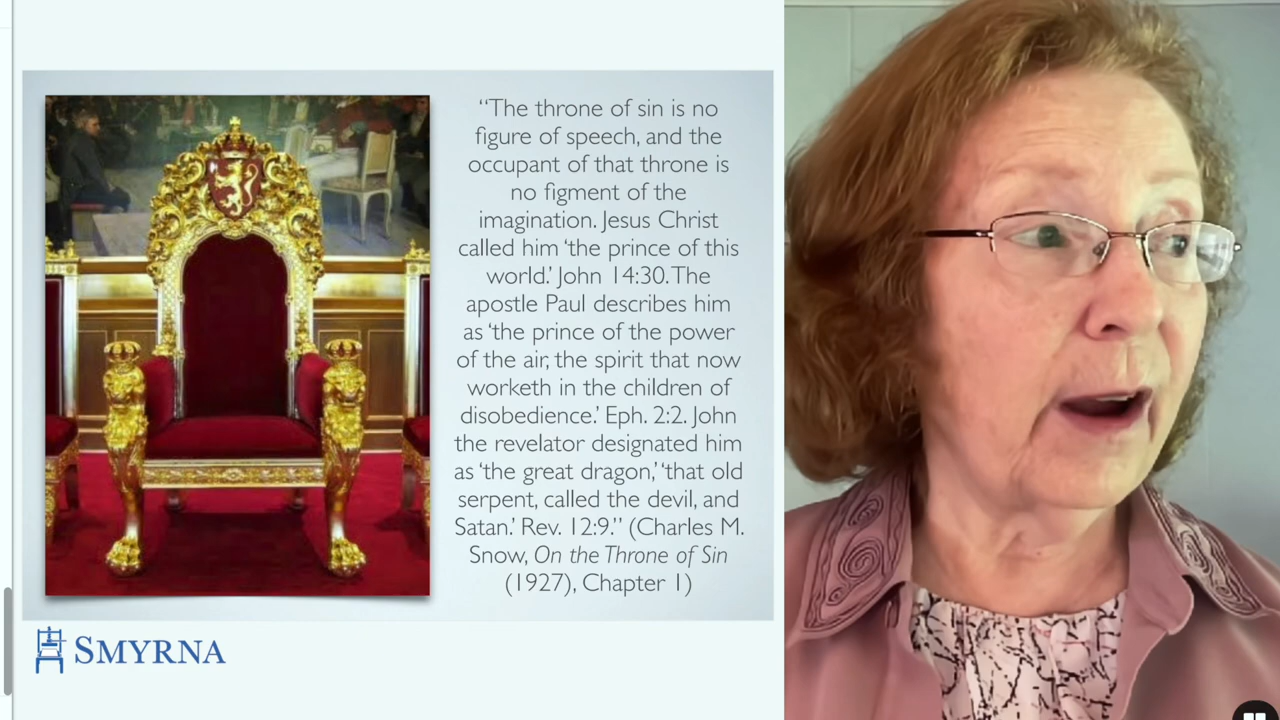 “The throne of sin is no
figure of speech, and the
occupant of that throne is
no figment of the
imagination. Jesus Christ
called him ‘the prince of this
world.’ John 14:30. The
apostle Paul describes him
as ‘the prince of the power
of the air, the spirit that now
worketh in the children of
disobedience.’ Eph. 2:2. John
the revelator designated him
as ‘the great dragon,’ ‘that old
serpent, called the devil, and
Satan.’ Rev. 12:9.” (Charles M.
Snow, On the Throne of Sin
(1927), Chapter 1)
SMYRNA